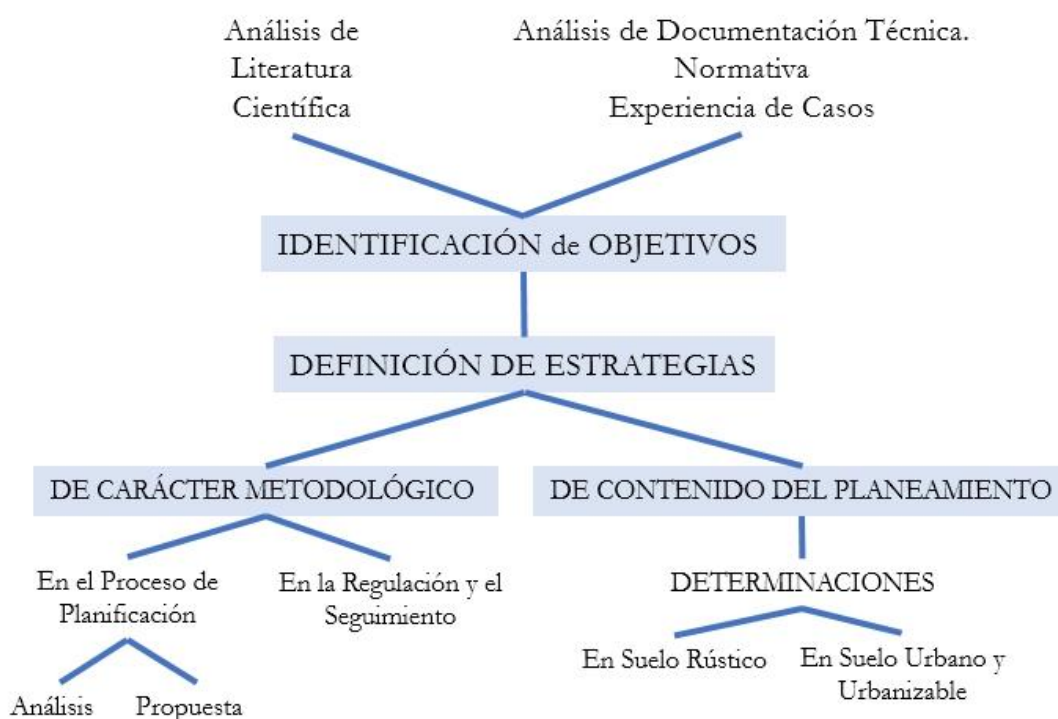 Análisis de
Literatura
Científica
Análisis de Documentación Técnica.
Normativa
Experiencia de Casos
IDENTIFICACIÓN de OBJETIVOS
DEFINICIÓN DE ESTRATEGIAS
DE CARÁCTER METODOLÓGICO
DE CONTENIDO DEL PLANEAMIENTO
En el Proceso de
Planificación
En la Regulación y el
Seguimiento
DETERMINACIONES
En Suelo Rústico
En Suelo Urbano y
Urbanizable
Análisis
Propuesta